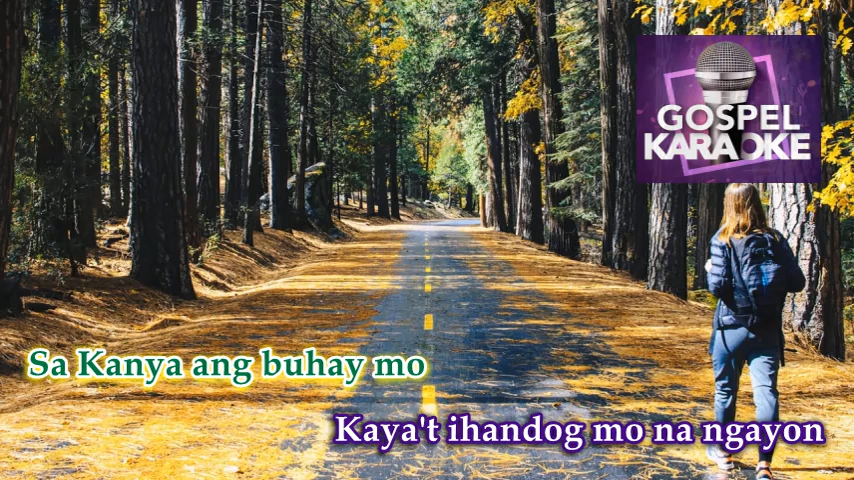 GOSPEL
KARAOKE
Sa Kanya ang buhay mo
Kaya't ihandog mo na ngayon